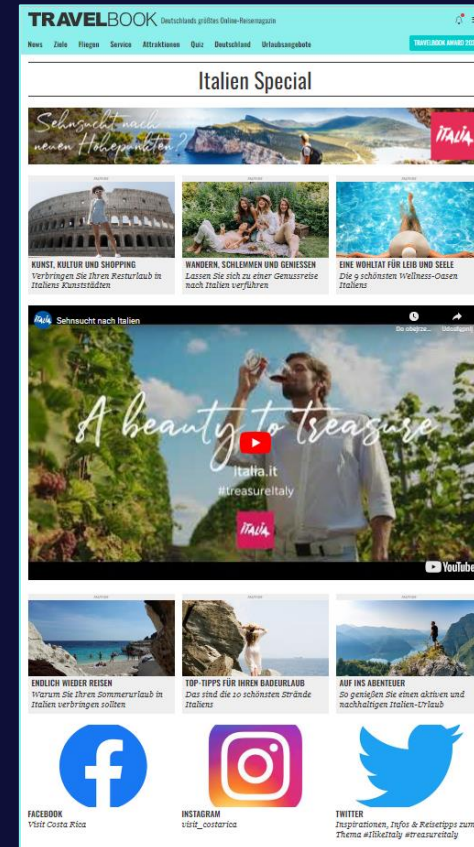 TRAVELBOOK Deutschlands größtes Online-Reisemagazin
News Ziele Fliegen Service Attraktionen Quiz Deutschland Urlaubsangebote
TRAVELBOOK AWARD
Italien Special
Sehnsucht nach
neuen Höhepunkten?
ITALIA
KUNST, KULTUR UND SHOPPING
Verbringen Sie Ihren Resturlaub in
Italiens Kunststädten
WANDERN, SCHLEMMEN UND GENIESSEN
Lassen Sie sich zu einer Genussreise
nach Italien verführen
EINE WOHLTAT FÜR LEIB UND SEELE
Die 9 schönsten Wellness-Oasen
Italiens
ITALIA Sehnsucht nach Italien
Do obejrze... Udostępnij
A beauty to treasure
italia.it
#treasureItaly
ITALIA
YouTube
ENDLICH WIEDER REISEN
Warum Sie Ihren Sommerurlaub in
Italien verbringen sollten
TOP-TIPPS FÜR IHREN BADEURLAUB
Das sind die 10 schönsten Strände
Italiens
AUF INS ABENTEUER
So genießen Sie einen aktiven und
nachhaltigen Italien-Urlaub
FACEBOOK
Visit Costa Rica
INSTAGRAM
visit_costarica
TWITTER
Inspirationen, Infos & Reisetipps zum
Thema #IlikeItaly #treasureitaly